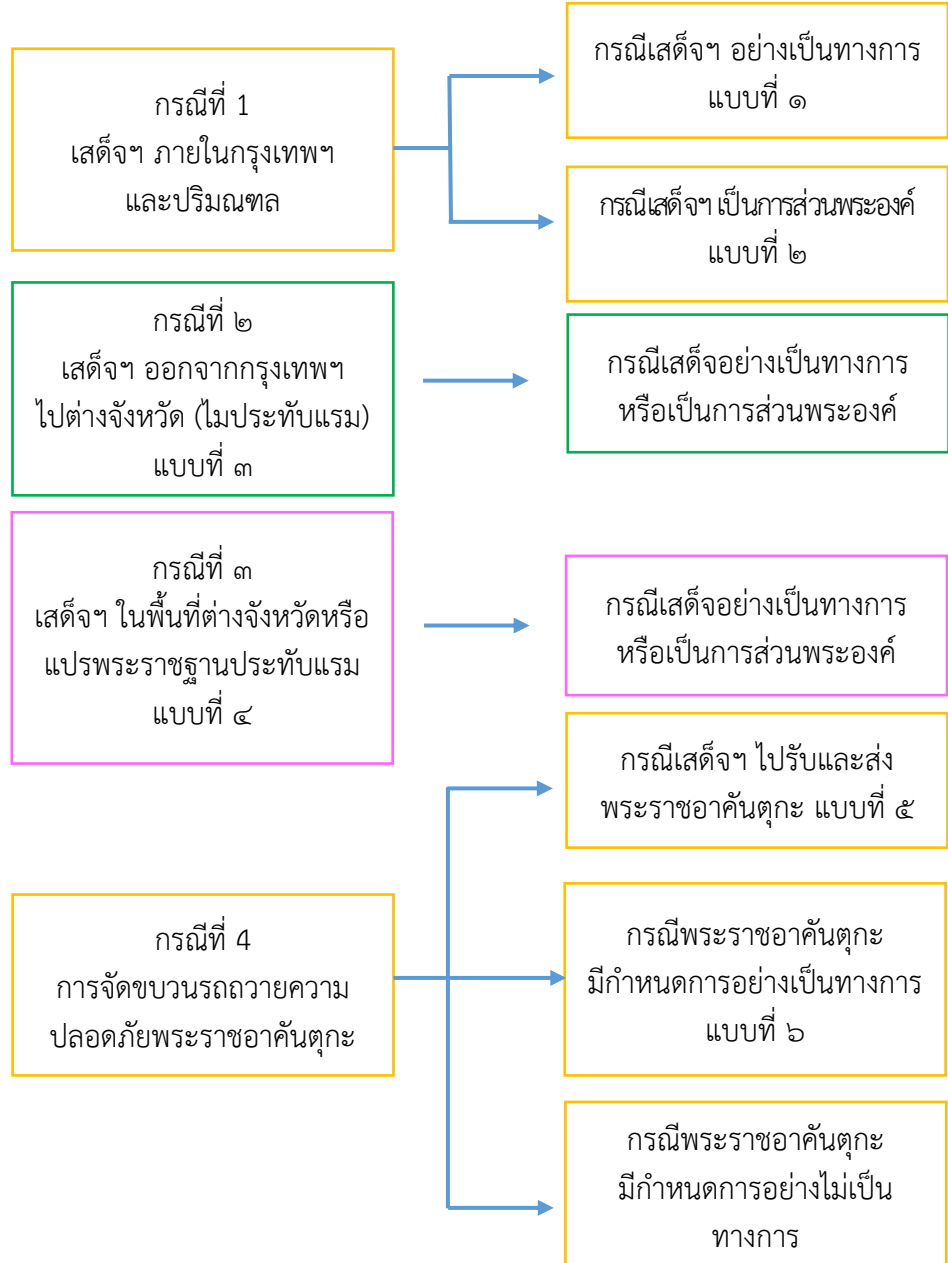 กรณีที่ 1
เสด็จฯ ภายในกรุงเทพฯ
และปริมณฑล
กรณีเสด็จฯ อย่างเป็นทางการ
แบบที่ ๑
กรณีเสด็จฯ เป็นการส่วนพระองค์
แบบที่ ๒
กรณีที่ ๒
เสด็จฯ ออกจากกรุงเทพฯ
ไปต่างจังหวัด (ไมประทับแรม)
แบบที่ ๓
กรณีเสด็จอย่างเป็นทางการ
หรือเป็นการส่วนพระองค์
กรณีที่ ๓
เสด็จฯ ในพื้นที่ต่างจังหวัดหรือ
แปรพระราชฐานประทับแรม
แบบที่ ๔
กรณีเสด็จอย่างเป็นทางการ
หรือเป็นการส่วนพระองค์
กรณีที่ 4
การจัดขบวนรถถวายความ
ปลอดภัยพระราชอาคันตุกะ
กรณีเสด็จฯ ไปรับและส่ง
พระราชอาคันตุกะ แบบที่ ๕
กรณีพระราชอาคันตุกะ
มีกำหนดการอย่างเป็นทางการ
แบบที่ ๖
กรณีพระราชอาคันตุกะ
มีกำหนดการอย่างไม่เป็น
ทางการ